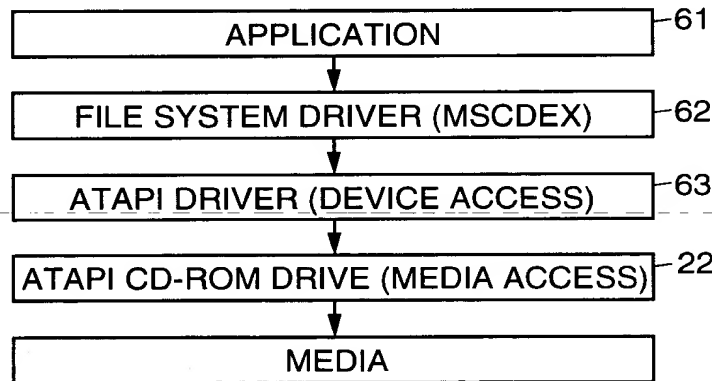 APPLICATION 61
FILE SYSTEM DRIVER (MSCDEX) 62
ATAPI DRIVER (DEVICE ACCESS) 63
ATAPI CD-ROM DRIVE (MEDIA ACCESS) 22
MEDIA